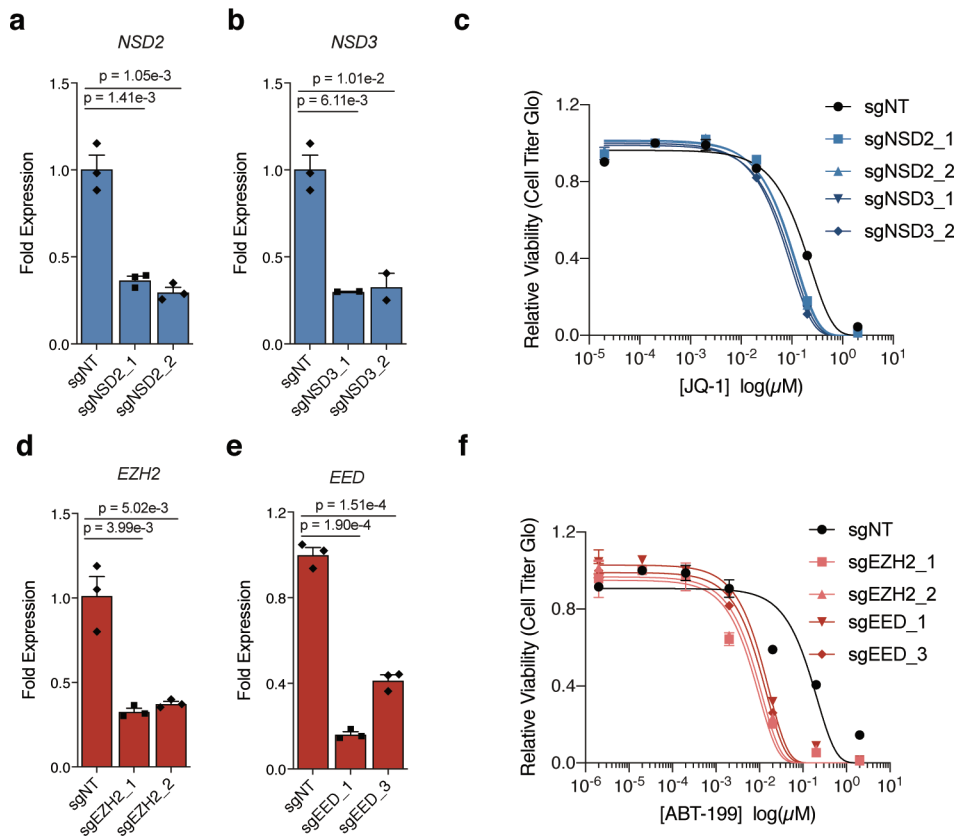 a
NSD2
p = 1.05e-3
p = 1.41e-3
1.5
1.0
0.5
0.0
Fold Expression
sgNT
sgNSD2_1
sgNSD2_2
b
NSD3
p = 1.01e-2
p = 6.11e-3
1.5
1.0
0.5
0.0
Fold Expression
sgNT
sgNSD3_1
sgNSD3_2
c
1.2
0.8
0.4
0.0
Relative Viability (Cell Titer Glo)
10-5 10-4 10-3 10-2 10-1 100 101
[JQ-1] log(µM)
sgNT
sgNSD2_1
sgNSD2_2
sgNSD3_1
sgNSD3_2
d
EZH2
p = 5.02e-3
p = 3.99e-3
1.5
1.0
0.5
0.0
Fold Expression
sgNT
sgEZH2_1
sgEZH2_2
e
EED
p = 1.51e-4
p = 1.90e-4
1.2
0.8
0.4
0.0
Fold Expression
sgNT
sgEED_1
sgEED_3
f
1.2
0.8
0.4
0.0
Relative Viability (Cell Titer Glo)
10-6 10-5 10-4 10-3 10-2 10-1 100 101
[ABT-199] log(µM)
sgNT
sgEZH2_1
sgEZH2_2
sgEED_1
sgEED_3